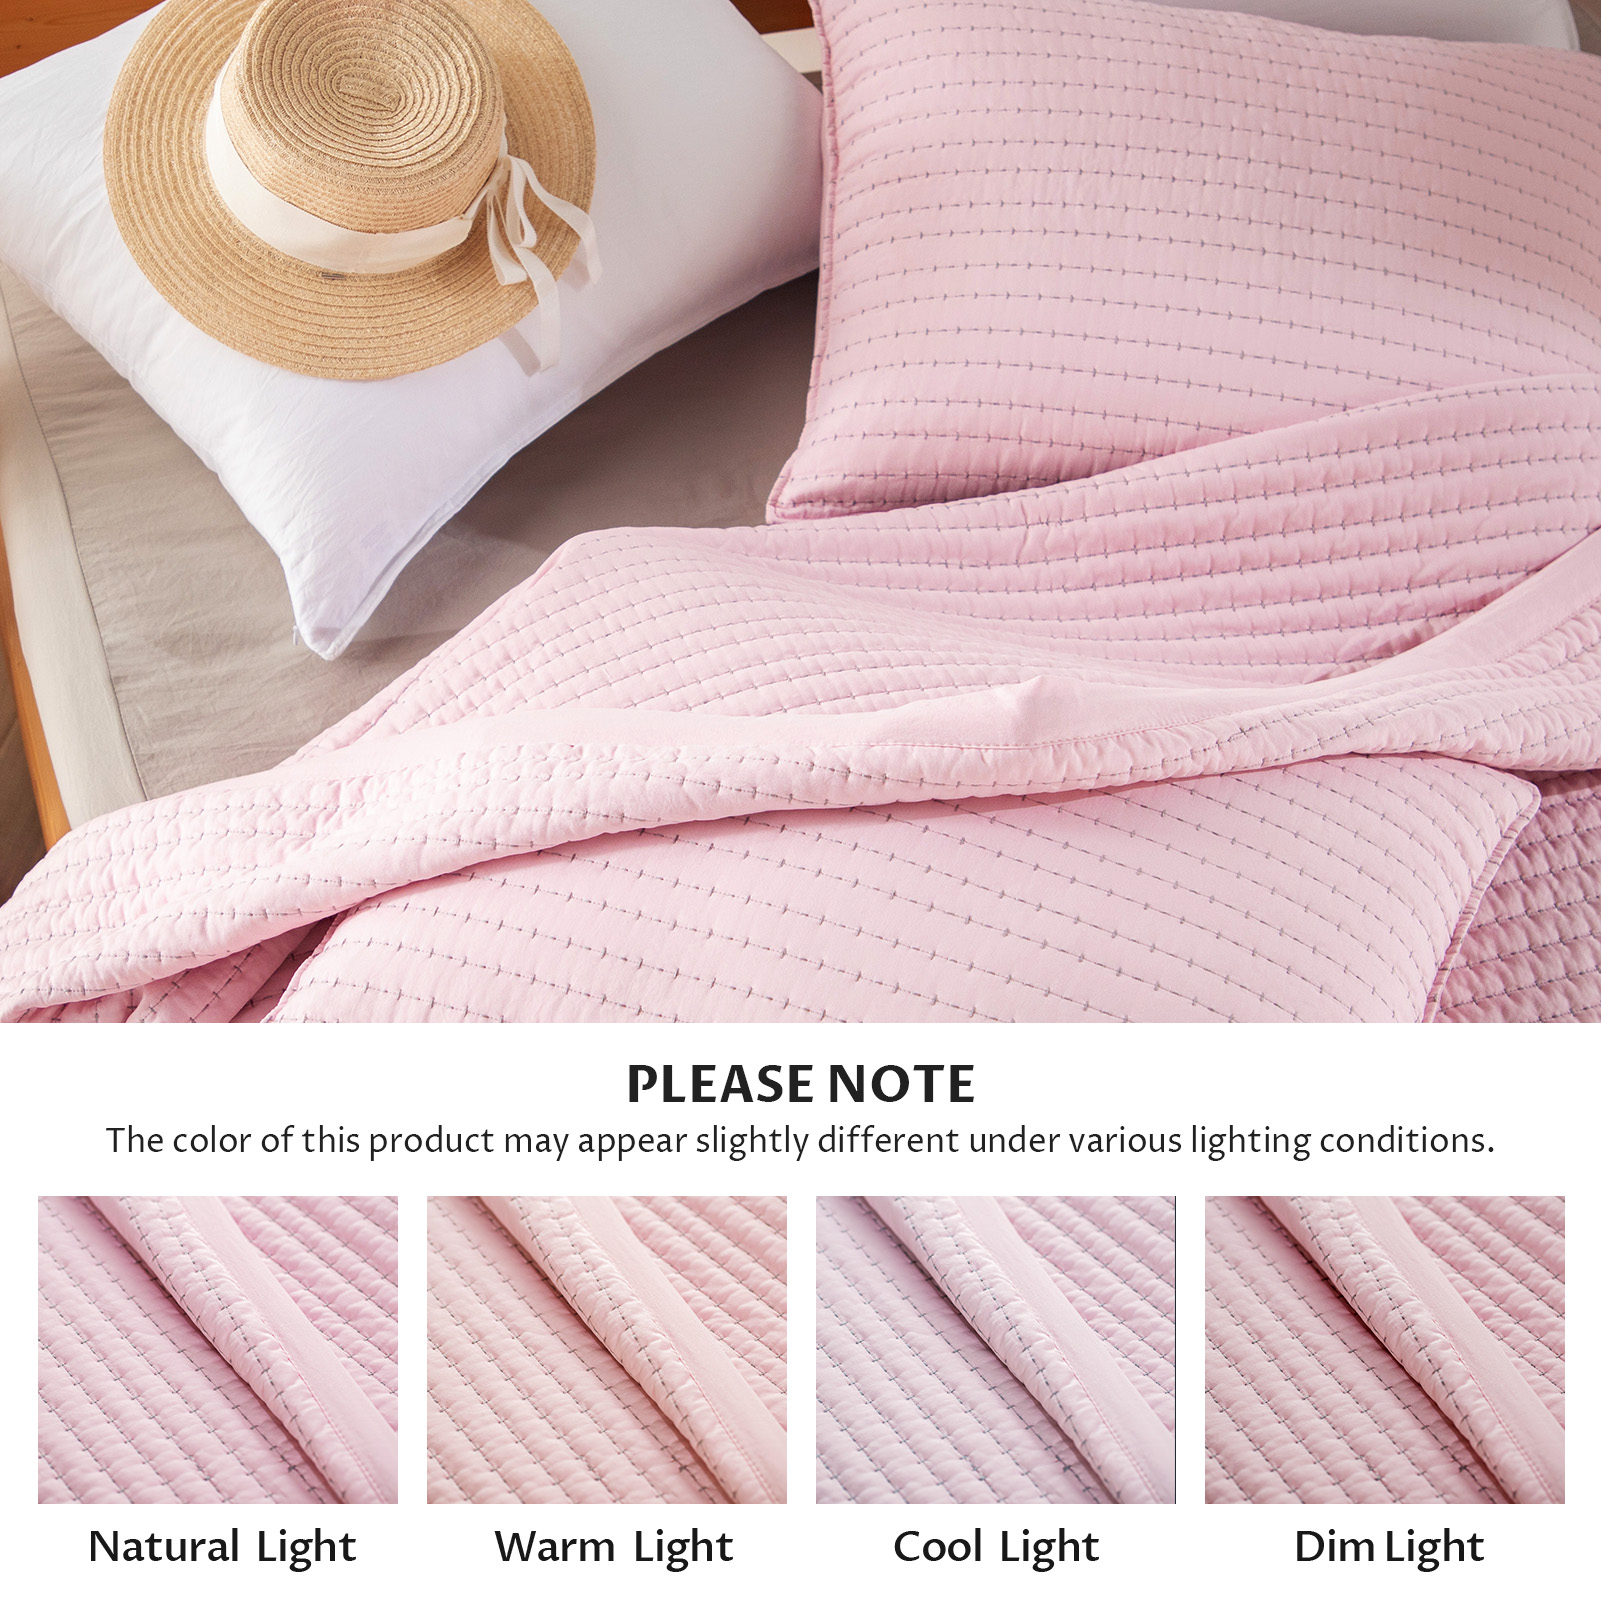 PLEASE NOTE
The color of this product may appear slightly different under various lighting conditions.
Natural Light
Warm Light
Cool Light
Dim Light